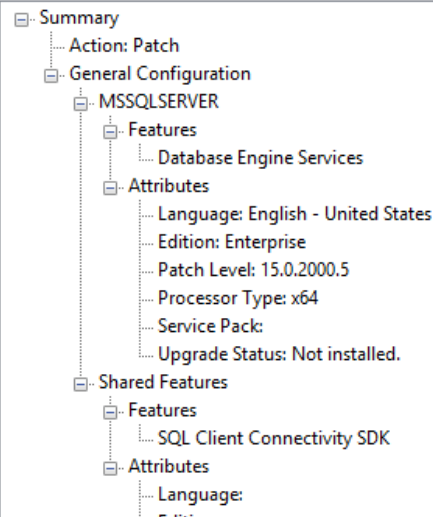 Summary
Action: Patch
General Configuration
MSSQLSERVER
Features
Database Engine Services
Attributes
Language: English - United States
Edition: Enterprise
Patch Level: 15.0.2000.5
Processor Type: x64
Service Pack:
Upgrade Status: Not installed.
Shared Features
Features
SQL Client Connectivity SDK
Attributes
Language: